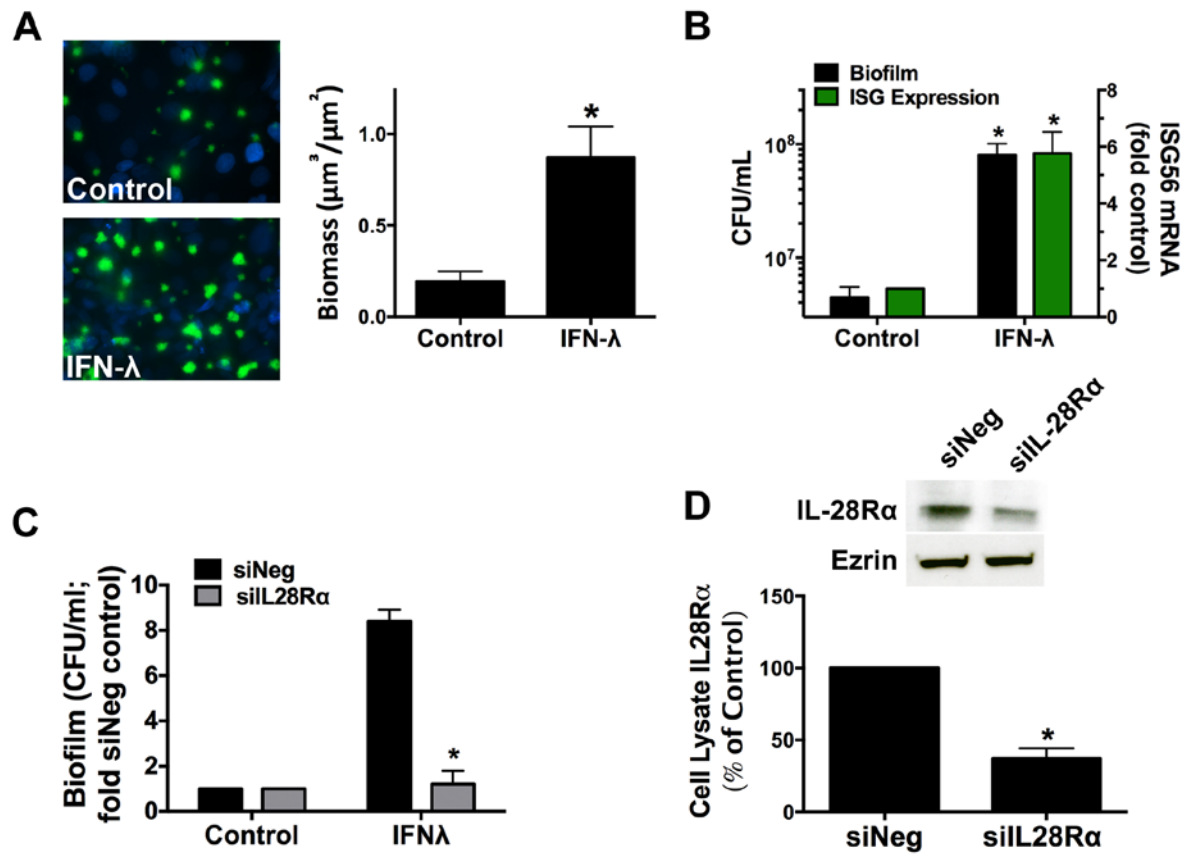 A
Control
IFN-λ
Biomass (μm³/μm²)
1.0
0.5
0.0
Control
IFN-λ
*
B
Biofilm
ISG Expression
CFU/mL
10⁸
10⁷
*
*
8
6
4
2
0
ISG56 mRNA
(fold control)
Control
IFN-λ
C
siNeg
siIL28Rα
Biofilm (CFU/ml;
fold siNeg control)
10
8
6
4
2
0
*
Control
IFNλ
D
siNeg
siIL-28Rα
IL-28Rα
Ezrin
Cell Lysate IL28Rα
(% of Control)
150
100
50
0
*
siNeg
siIL28Rα